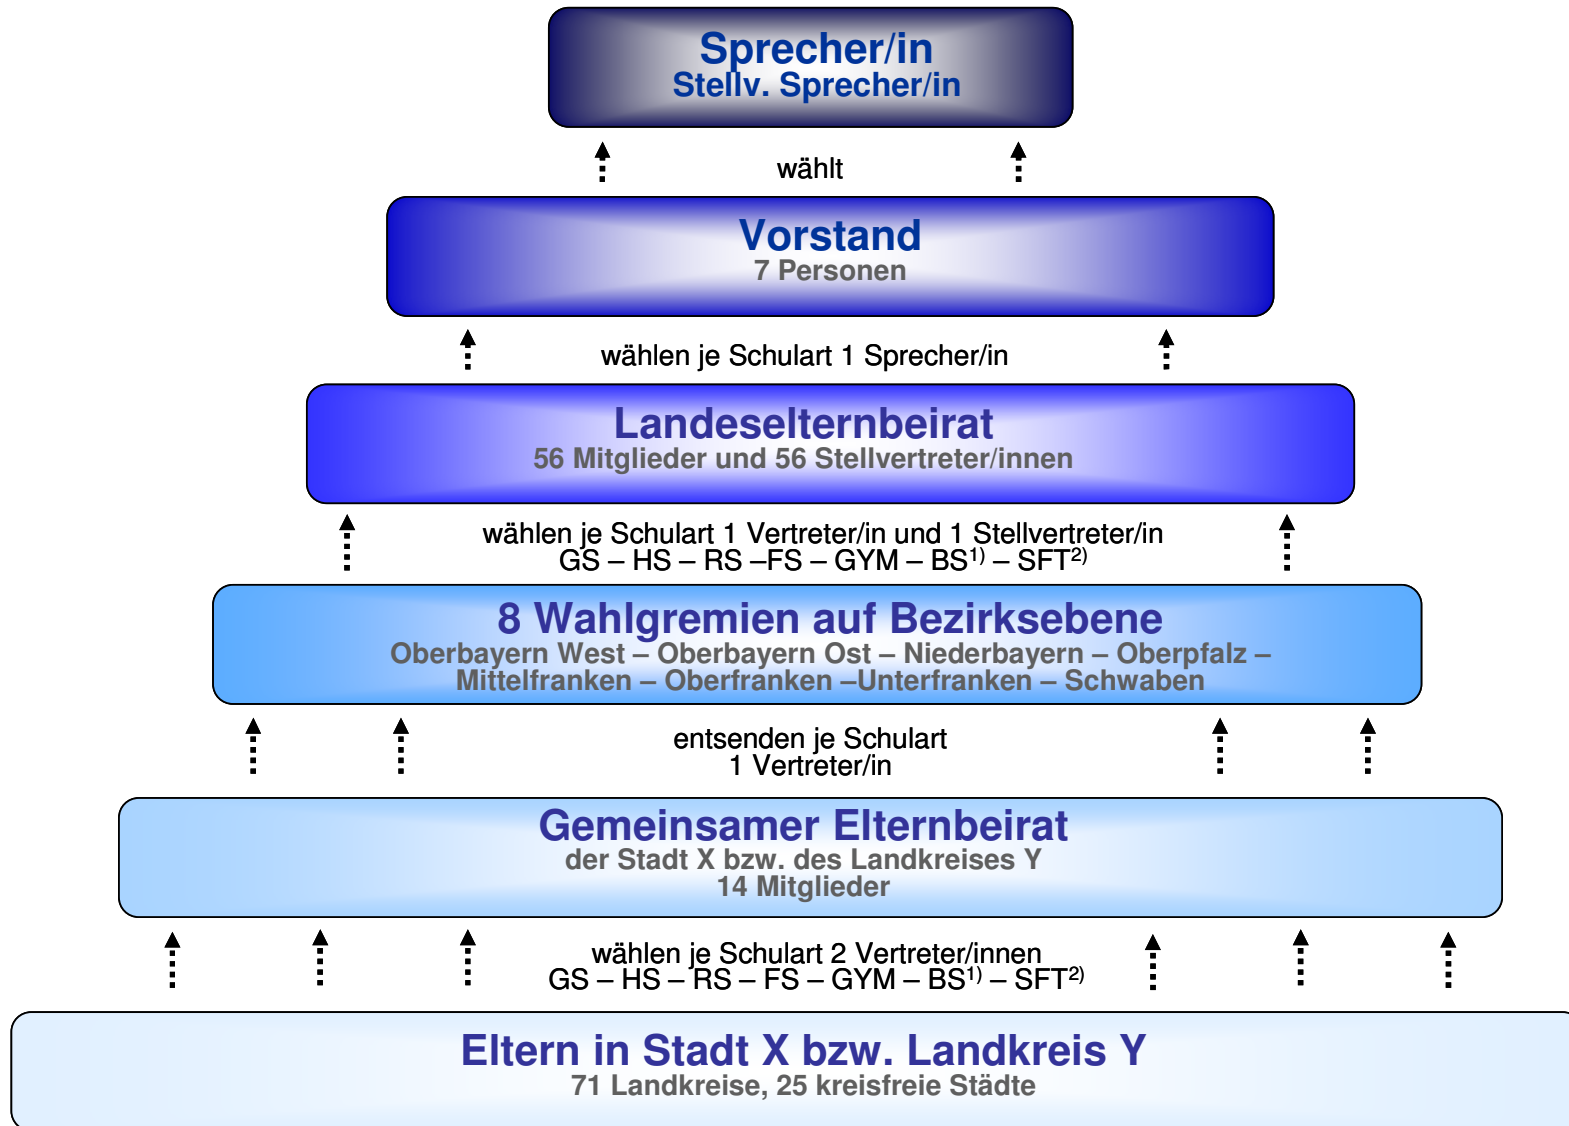 Sprecher/in
Stellv. Sprecher/in
wählt
Vorstand
7 Personen
wählen je Schulart 1 Sprecher/in
Landeselternbeirat
56 Mitglieder und 56 Stellvertreter/innen
wählen je Schulart 1 Vertreter/in und 1 Stellvertreter/in
GS – HS – RS –FS – GYM – BS¹⁾ – SFT²⁾
8 Wahlgremien auf Bezirksebene
Oberbayern West – Oberbayern Ost – Niederbayern – Oberpfalz –
Mittelfranken – Oberfranken –Unterfranken – Schwaben
entsenden je Schulart
1 Vertreter/in
Gemeinsamer Elternbeirat
der Stadt X bzw. des Landkreises Y
14 Mitglieder
wählen je Schulart 2 Vertreter/innen
GS – HS – RS – FS – GYM – BS¹⁾ – SFT²⁾
Eltern in Stadt X bzw. Landkreis Y
71 Landkreise, 25 kreisfreie Städte